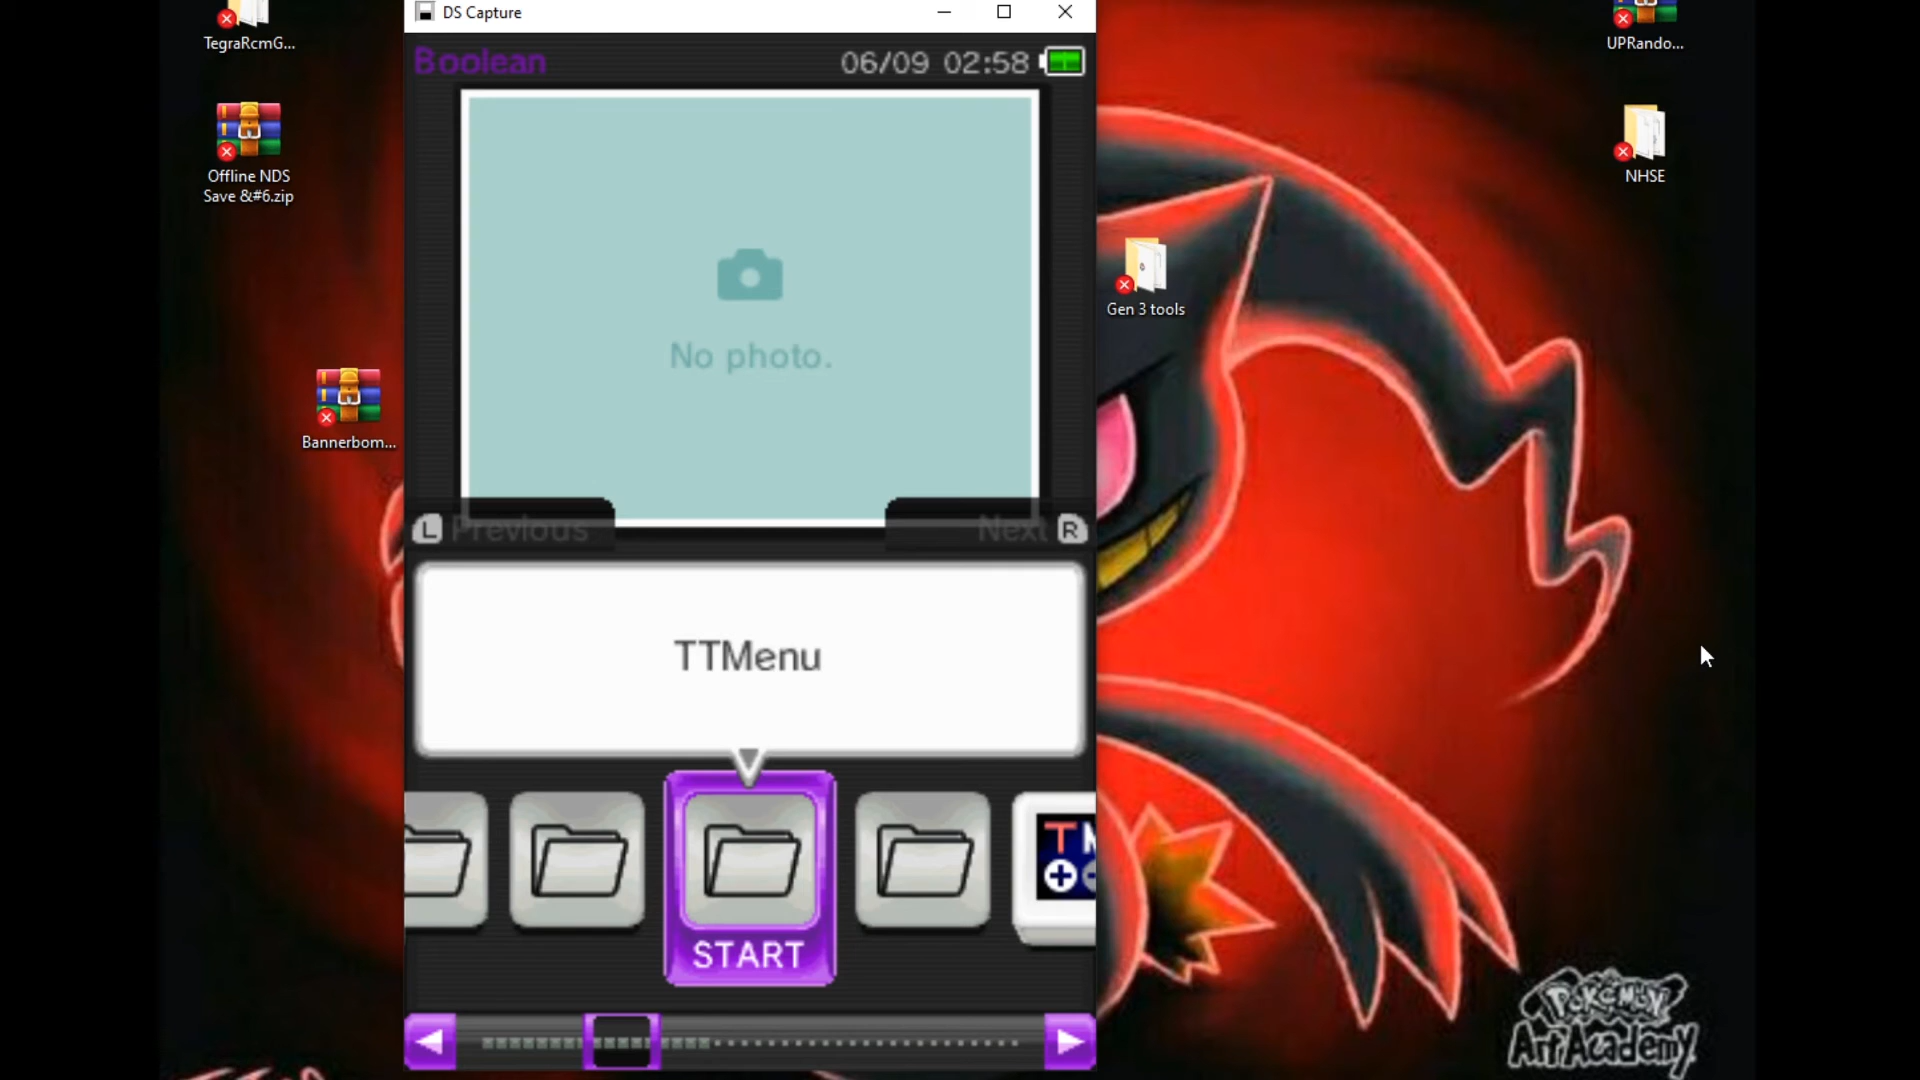 DS Capture
TegraRcmG...
UPRando...
Boolean
06/09 02:58
Offline NDS
Save &#6.zip
NHSE
No photo.
Gen 3 tools
Bannerbom...
L Previous
Next R
TTMenu
START
POKéMON
Art Academy